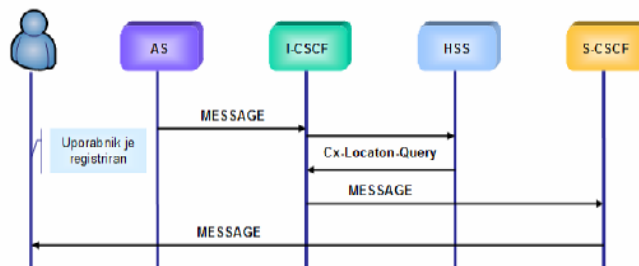 AS
I-CSCF
HSS
S-CSCF
MESSAGE
Uporabnik je
registriran
Cx-Locaton-Query
MESSAGE
MESSAGE